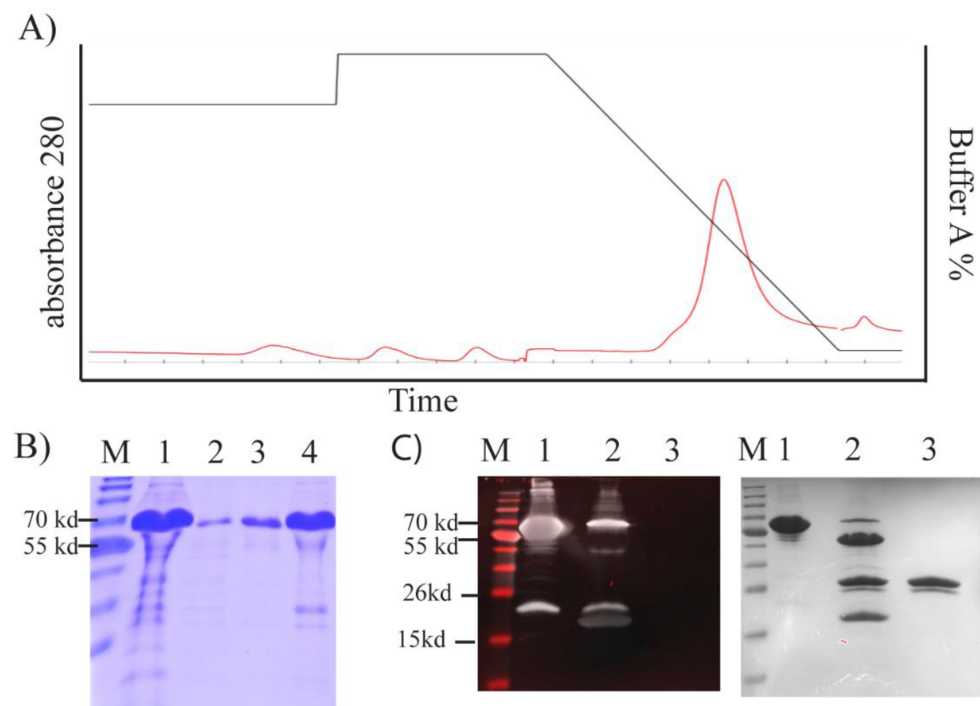 A)
absorbance 280
Buffer A %
Time
B)
M 1 2 3 4
70 kd
55 kd
C)
M 1 2 3
70 kd
55 kd
26kd
15kd
M 1 2 3